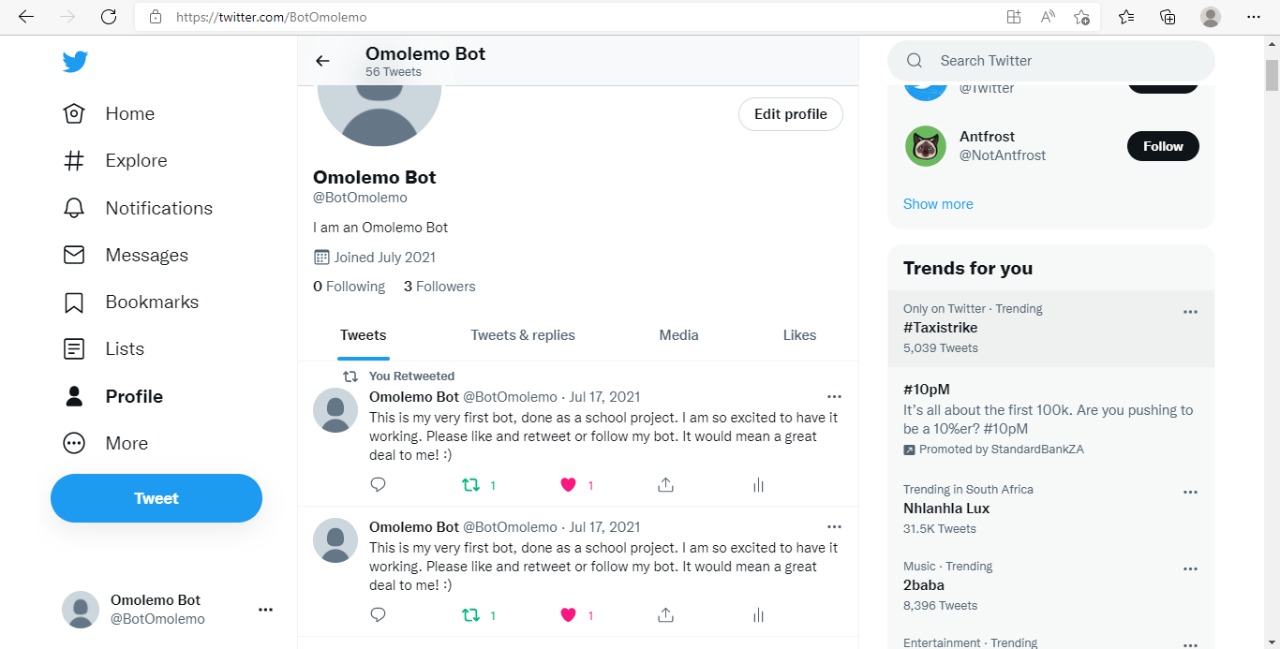 https://twitter.com/BotOmolemo
Home
Explore
Notifications
Messages
Bookmarks
Lists
Profile
More
Tweet
Omolemo Bot
@BotOmolemo
Omolemo Bot
56 Tweets
Edit profile
Omolemo Bot
@BotOmolemo
I am an Omolemo Bot
Joined July 2021
0 Following 3 Followers
Tweets Tweets & replies Media Likes
You Retweeted
Omolemo Bot @BotOmolemo · Jul 17, 2021
This is my very first bot, done as a school project. I am so excited to have it
working. Please like and retweet or follow my bot. It would mean a great
deal to me! :)
1 1
Omolemo Bot @BotOmolemo · Jul 17, 2021
This is my very first bot, done as a school project. I am so excited to have it
working. Please like and retweet or follow my bot. It would mean a great
deal to me! :)
1 1
Search Twitter
@Twitter
Antfrost
@NotAntfrost
Follow
Show more
Trends for you
Only on Twitter · Trending
#Taxistrike
5,039 Tweets
#10pM
It's all about the first 100k. Are you pushing to
be a 10%er? #10pM
Promoted by StandardBankZA
Trending in South Africa
Nhlanhla Lux
31.5K Tweets
Music · Trending
2baba
8,396 Tweets
Entertainment · Trending